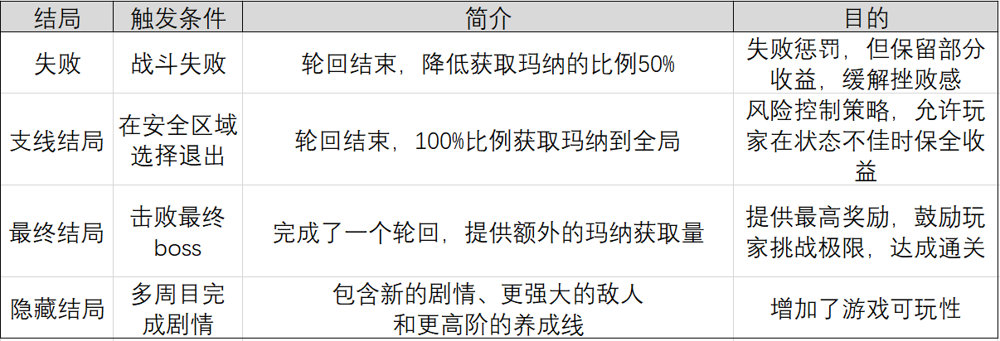 结局 触发条件 简介 目的
失败 战斗失败 轮回结束，降低获取玛纳的比例50% 失败惩罚，但保留部分
收益，缓解挫败感
支线结局 在安全区域
选择退出 轮回结束，100%比例获取玛纳到全局 风险控制策略，允许玩
家在状态不佳时保全收
益
最终结局 击败最终
boss 完成了一个轮回，提供额外的玛纳获取量 提供最高奖励，鼓励玩
家挑战极限，达成通关
隐藏结局 多周目完
成剧情 包含新的剧情、更强大的敌人
和更高阶的养成线 增加了游戏可玩性